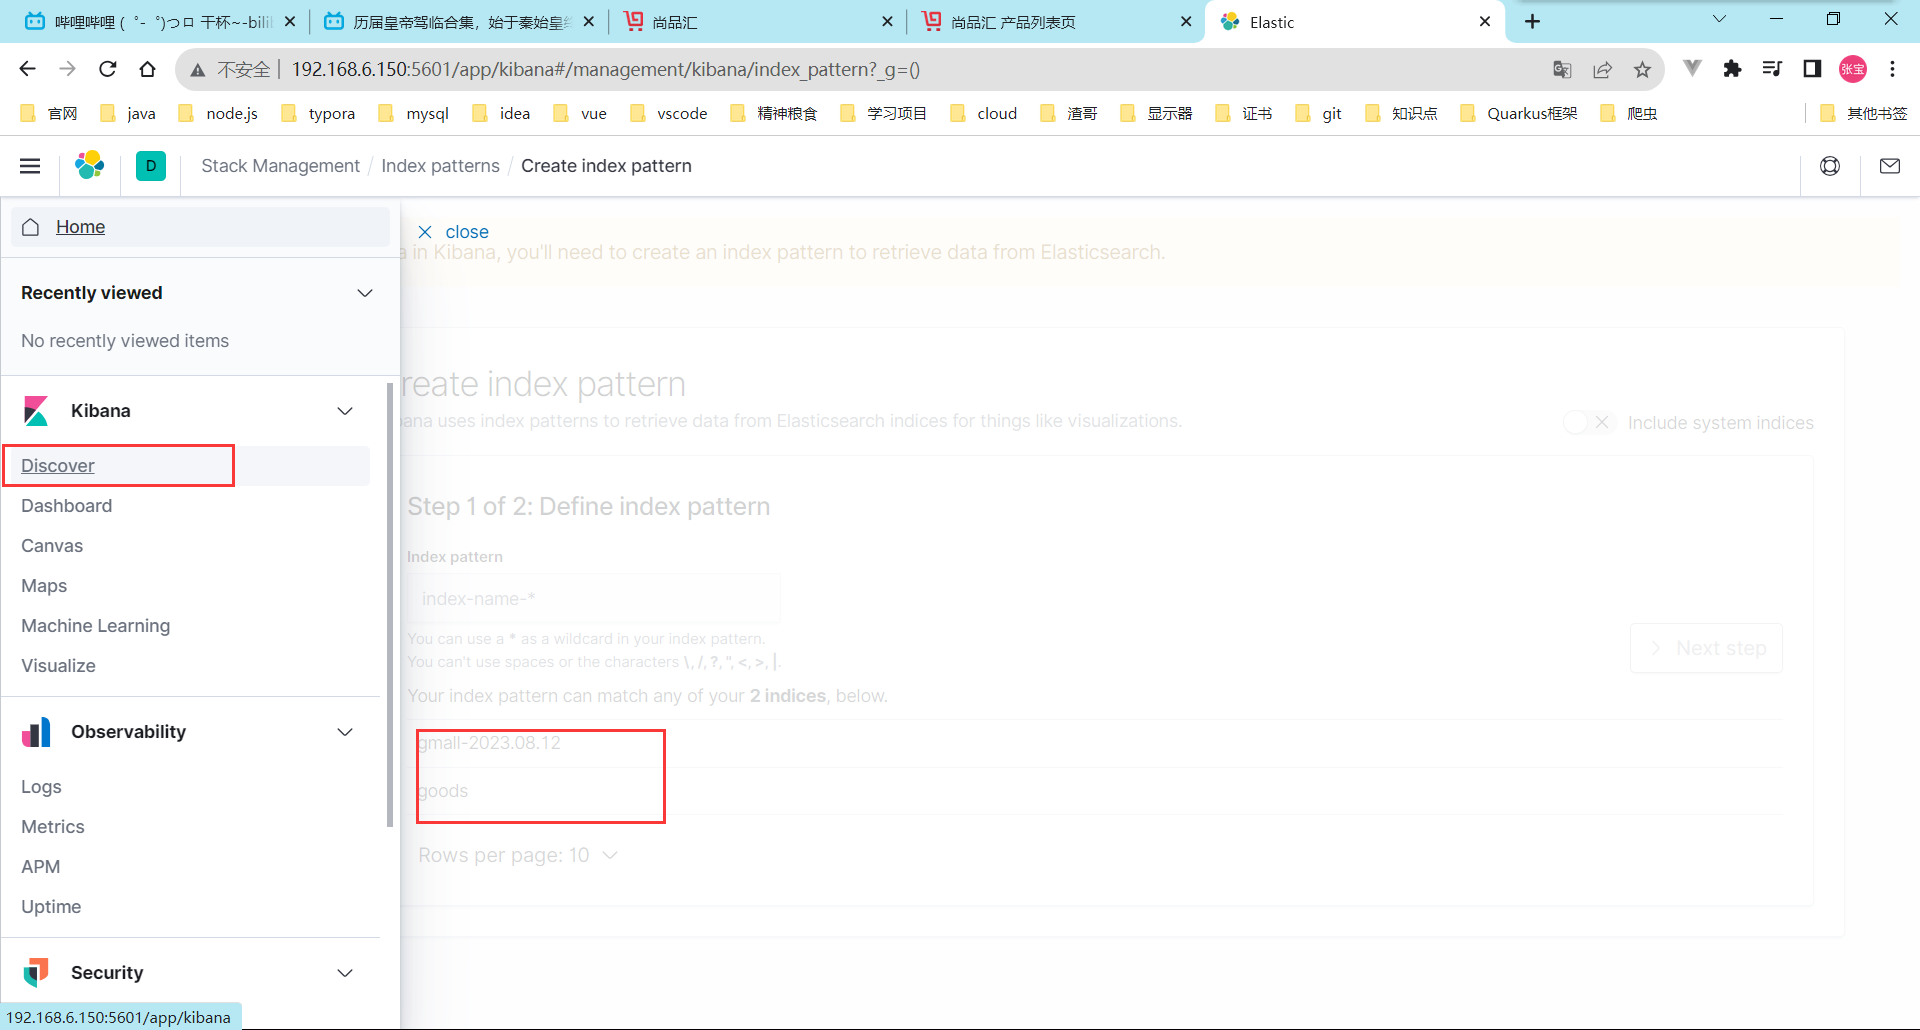 哔哩哔哩 (゜-゜)つロ 干杯~-bili
历届皇帝驾临合集，始于秦始皇
尚品汇
尚品汇 产品列表页
Elastic
不安全 | 192.168.6.150:5601/app/kibana#/management/kibana/index_pattern?_g=()
张宝
官网 java node.js typora mysql idea vue vscode 精神粮食 学习项目 cloud 渣哥 显示器 证书 git 知识点 Quarkus框架 爬虫 其他书签
D Stack Management / Index patterns / Create index pattern
Home
close
a in Kibana, you'll need to create an index pattern to retrieve data from Elasticsearch.
Recently viewed
No recently viewed items
Kibana
Discover
Dashboard
Canvas
Maps
Machine Learning
Visualize
Observability
Logs
Metrics
APM
Uptime
Security
192.168.6.150:5601/app/kibana
reate index pattern
bana uses index patterns to retrieve data from Elasticsearch indices for things like visualizations.
Include system indices
Step 1 of 2: Define index pattern
Index pattern
index-name-*
You can use a * as a wildcard in your index pattern.
You can't use spaces or the characters \, /, ?, ", <, >, |.
Next step
Your index pattern can match any of your 2 indices, below.
gmall-2023.08.12
goods
Rows per page: 10